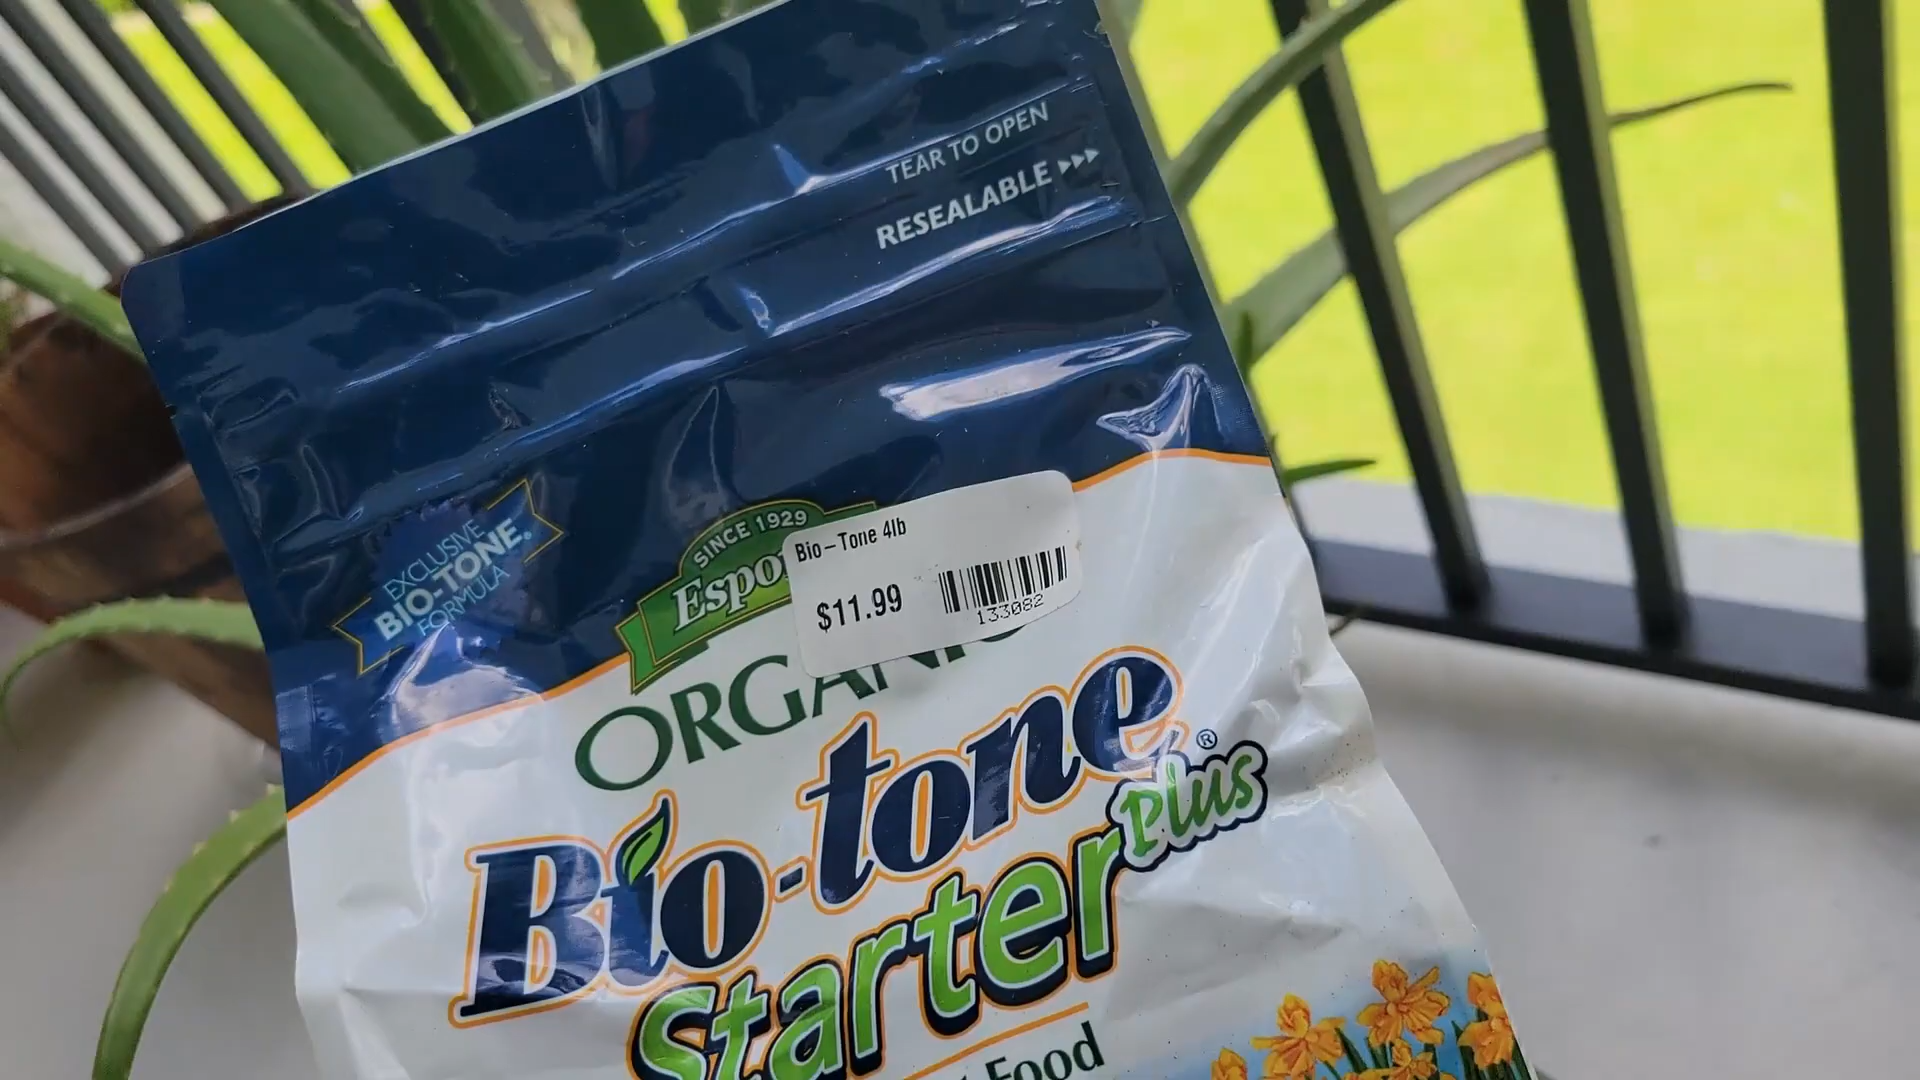 TEAR TO OPEN
RESEALABLE
EXCLUSIVE
BIO-TONE®
FORMULA
SINCE 1929
Espo
Bio-Tone 4lb
$11.99
133082
ORGANIC
Bio-tone®
Starter Plus
Food